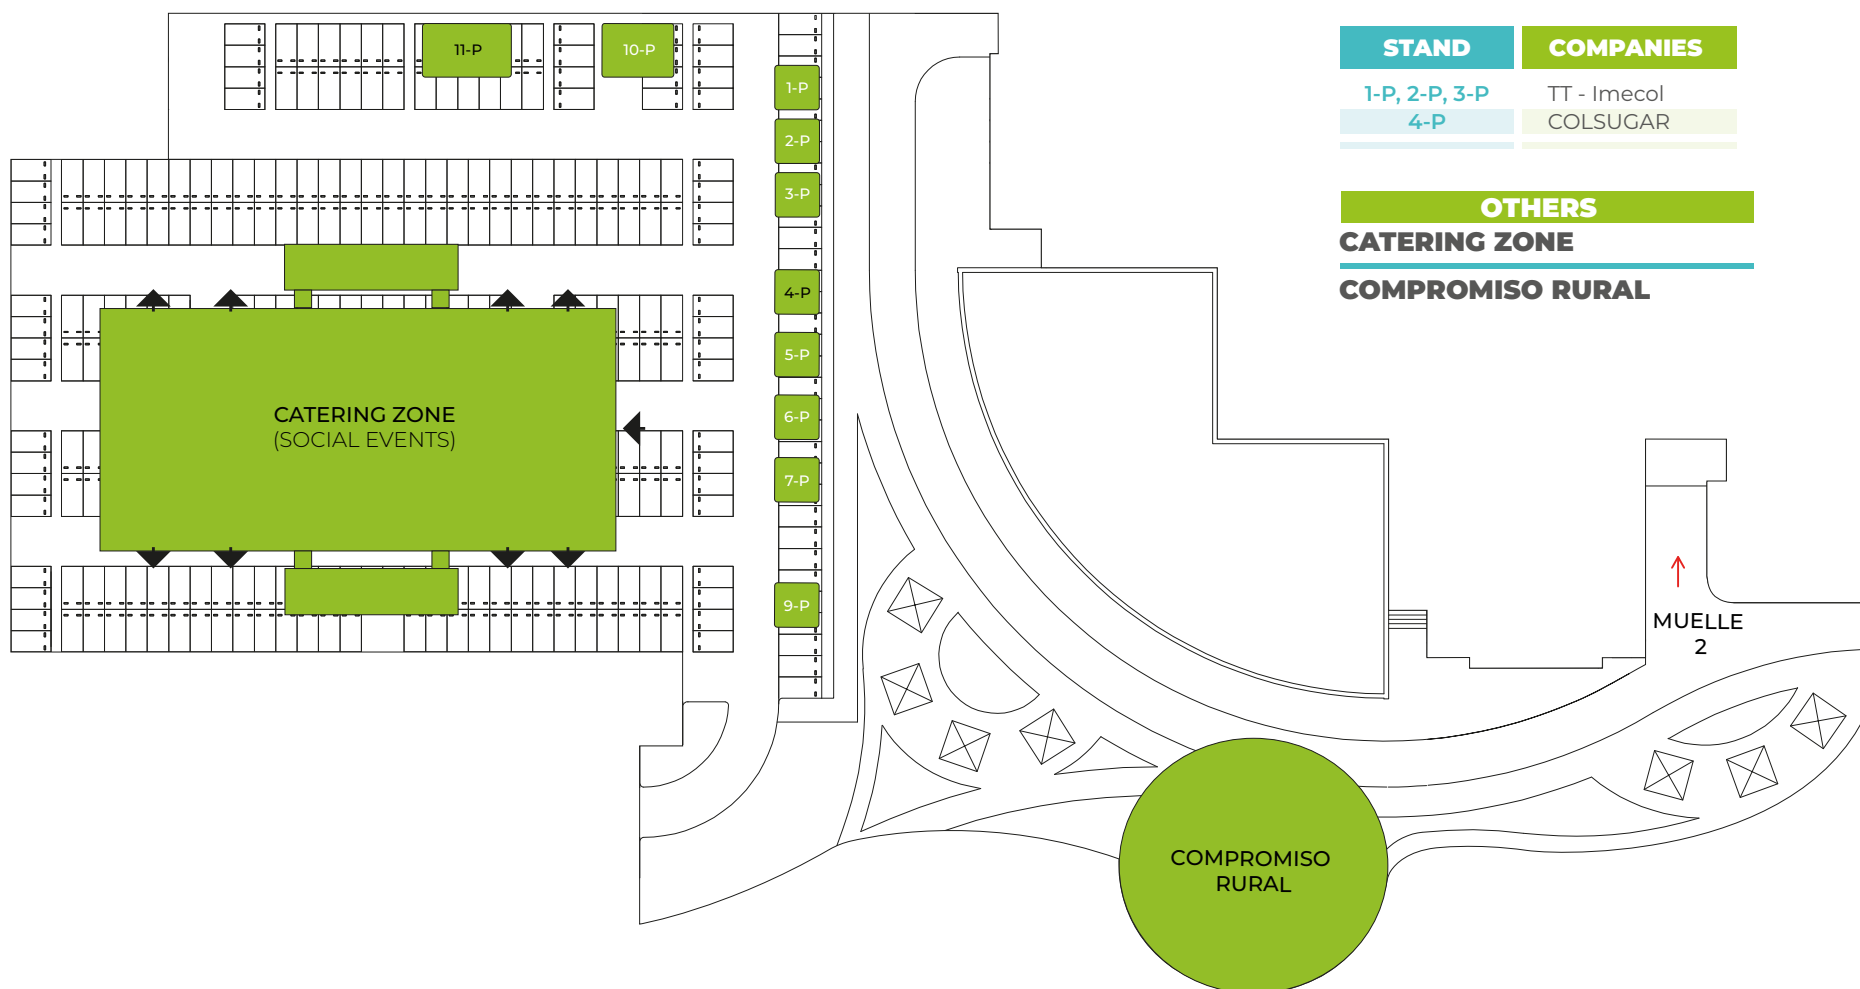 11-P
10-P
1-P
2-P
3-P
4-P
5-P
6-P
7-P
9-P
CATERING ZONE
(SOCIAL EVENTS)
STAND COMPANIES
1-P, 2-P, 3-P TT - Imecol
4-P COLSUGAR
OTHERS
CATERING ZONE
COMPROMISO RURAL
MUELLE
2
COMPROMISO
RURAL